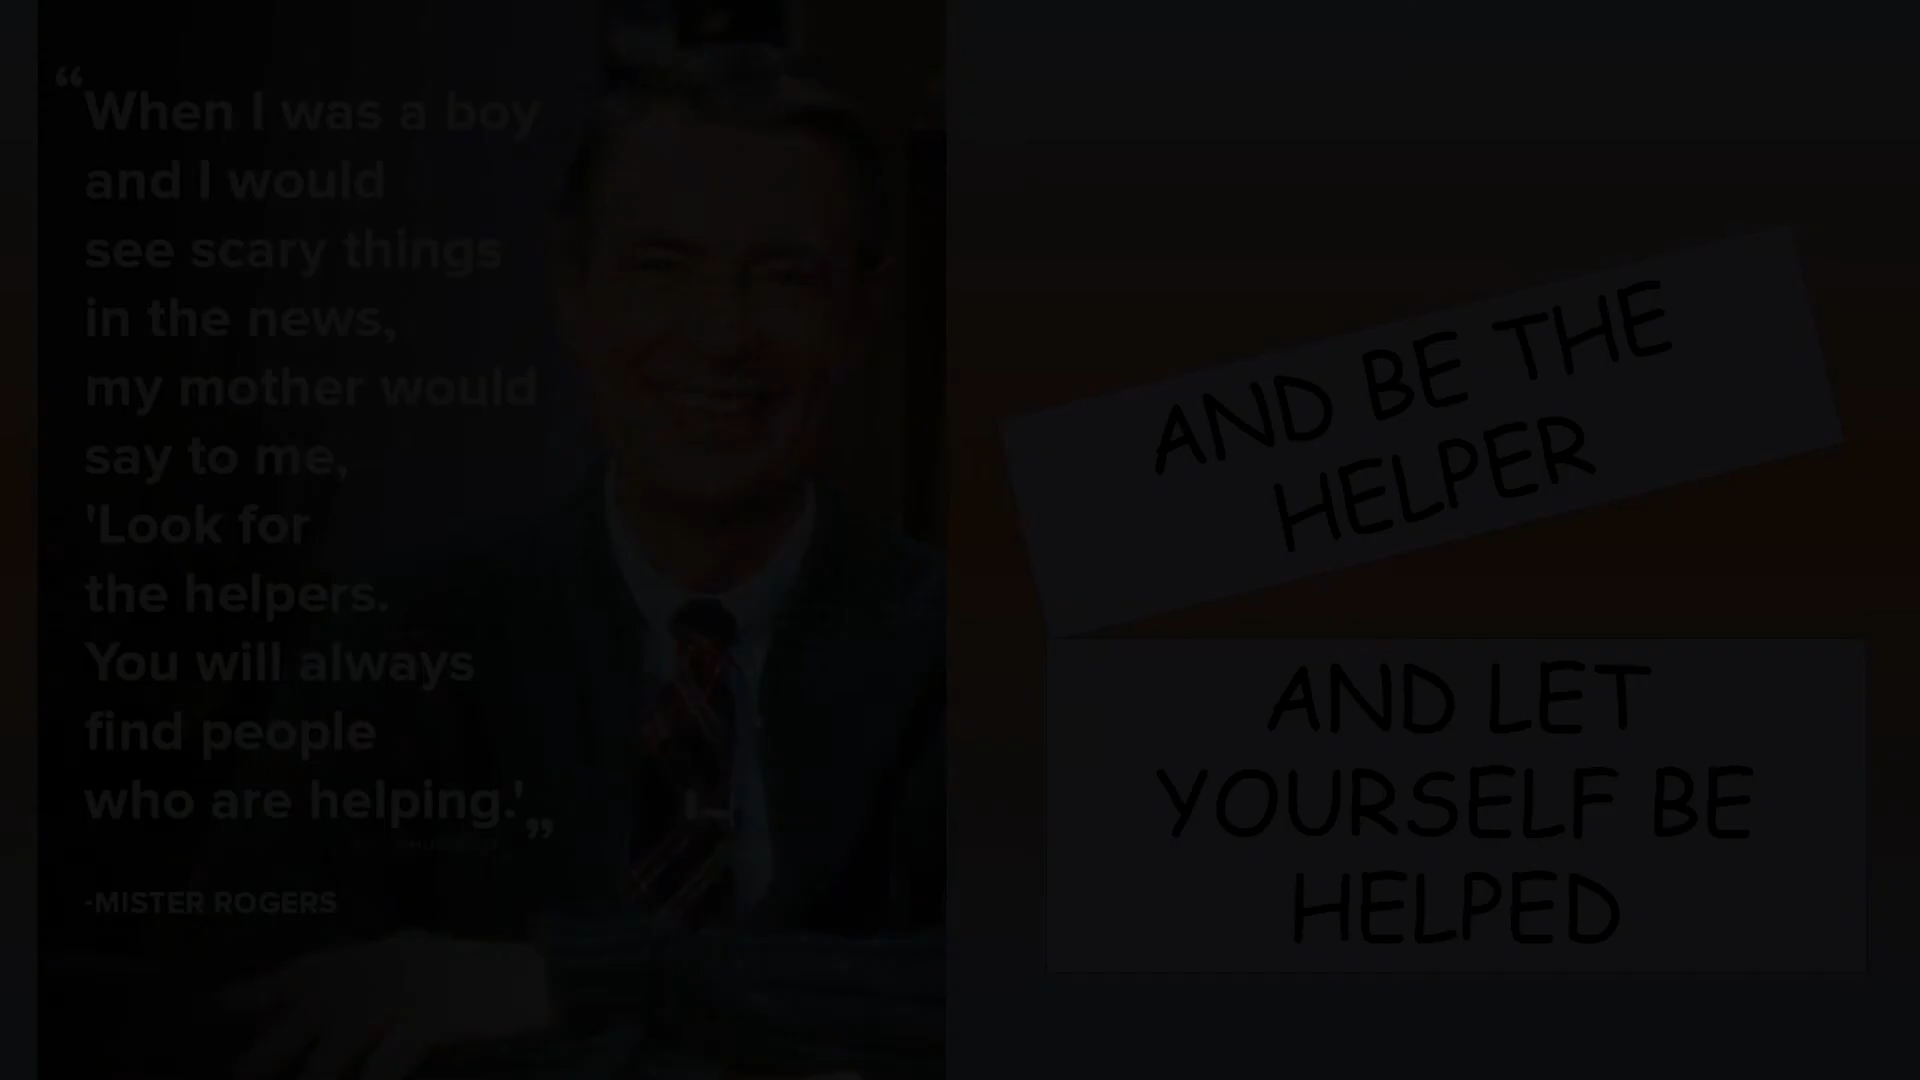 “When I was a boy
and I would
see scary things
in the news,
my mother would
say to me,
'Look for
the helpers.
You will always
find people
who are helping.'”
-MISTER ROGERS
AND BE THE
HELPER
AND LET
YOURSELF BE
HELPED